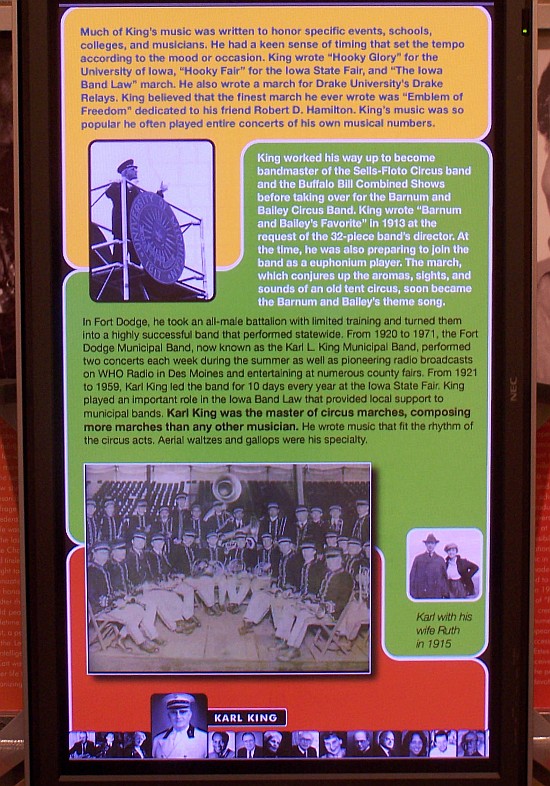 Much of King's music was written to honor specific events, schools,
colleges, and musicians. He had a keen sense of timing that set the tempo
according to the mood or occasion. King wrote "Hooky Glory" for the
University of Iowa, "Hooky Fair" for the Iowa State Fair, and "The Iowa
Band Law" march. He also wrote a march for Drake University's Drake
Relays. King believed that the finest march he ever wrote was "Emblem of
Freedom" dedicated to his friend Robert D. Hamilton. King's music was so
popular he often played entire concerts of his own musical numbers.
King worked his way up to become
bandmaster of the Sells-Floto Circus band
and the Buffalo Bill Combined Shows
before taking over for the Barnum and
Bailey Circus Band. King wrote "Barnum
and Bailey's Favorite" in 1913 at the
request of the 32-piece band's director. At
the time, he was also preparing to join the
band as a euphonium player. The march,
which conjures up the aromas, sights, and
sounds of an old tent circus, soon became
the Barnum and Bailey's theme song.
In Fort Dodge, he took an all-male battalion with limited training and turned them
into a highly successful band that performed statewide. From 1920 to 1971, the Fort
Dodge Municipal Band, now known as the Karl L. King Municipal Band, performed
two concerts each week during the summer as well as pioneering radio broadcasts
on WHO Radio in Des Moines and entertaining at numerous county fairs. From 1921
to 1959, Karl King led the band for 10 days every year at the Iowa State Fair. King
played an important role in the Iowa Band Law that provided local support to
municipal bands. Karl King was the master of circus marches, composing
more marches than any other musician. He wrote music that fit the rhythm of
the circus acts. Aerial waltzes and gallops were his specialty.
Karl with his
wife Ruth
in 1915
KARL KING
NEC